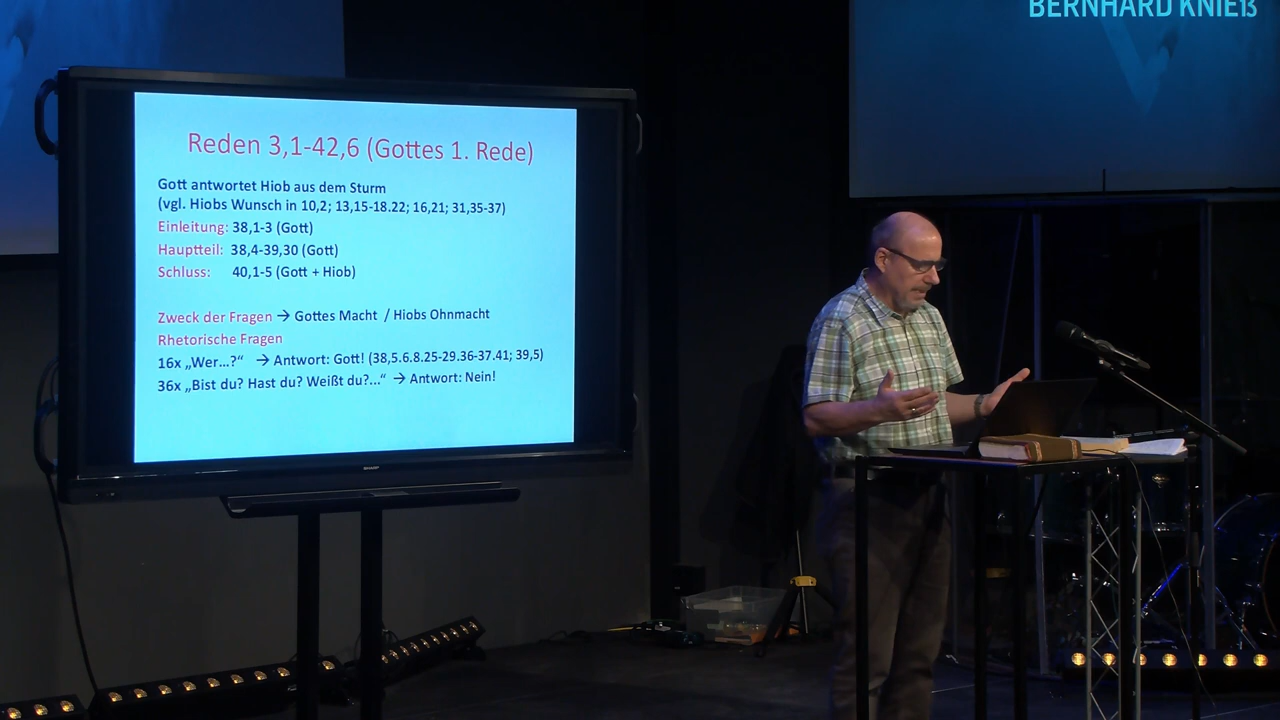 BERNHARD KNIE13
Reden 3,1-42,6 (Gottes 1. Rede)
Gott antwortet Hiob aus dem Sturm
(vgl. Hiobs Wunsch in 10,2; 13,15-18.22; 16,21; 31,35-37)
Einleitung: 38,1-3 (Gott)
Hauptteil: 38,4-39,30 (Gott)
Schluss: 40,1-5 (Gott + Hiob)
Zweck der Fragen → Gottes Macht / Hiobs Ohnmacht
Rhetorische Fragen
16x „Wer...?“ → Antwort: Gott! (38,5.6.8.25-29.36-37.41; 39,5)
36x „Bist du? Hast du? Weißt du?...“ → Antwort: Nein!
SHARP